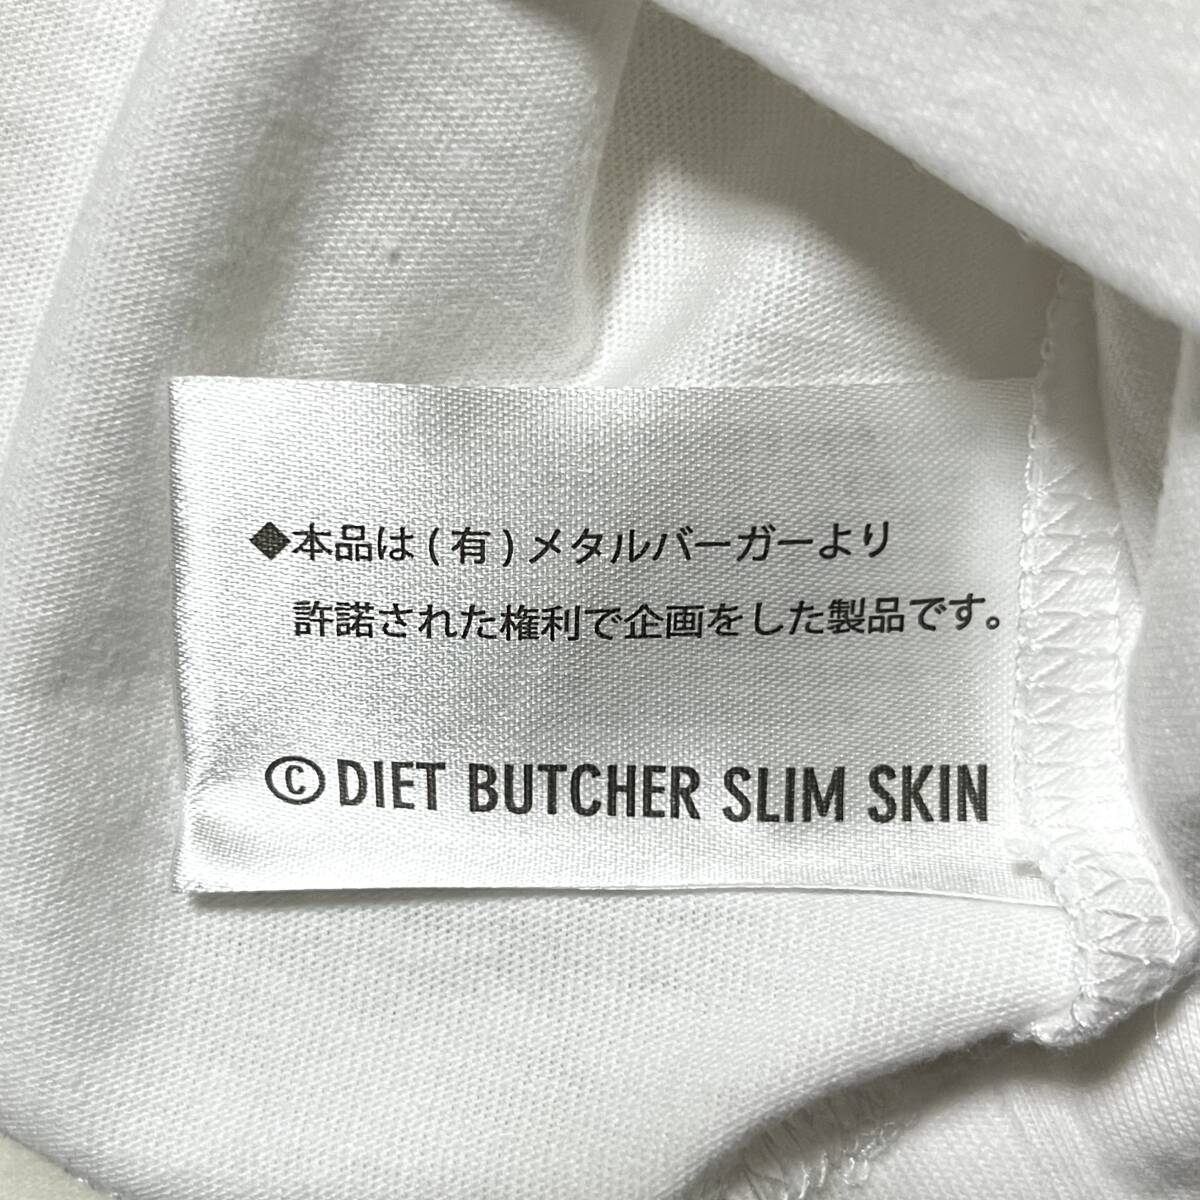 ◆本品は(有)メタルバーガーより
許諾された権利で企画をした製品です。
©DIET BUTCHER SLIM SKIN